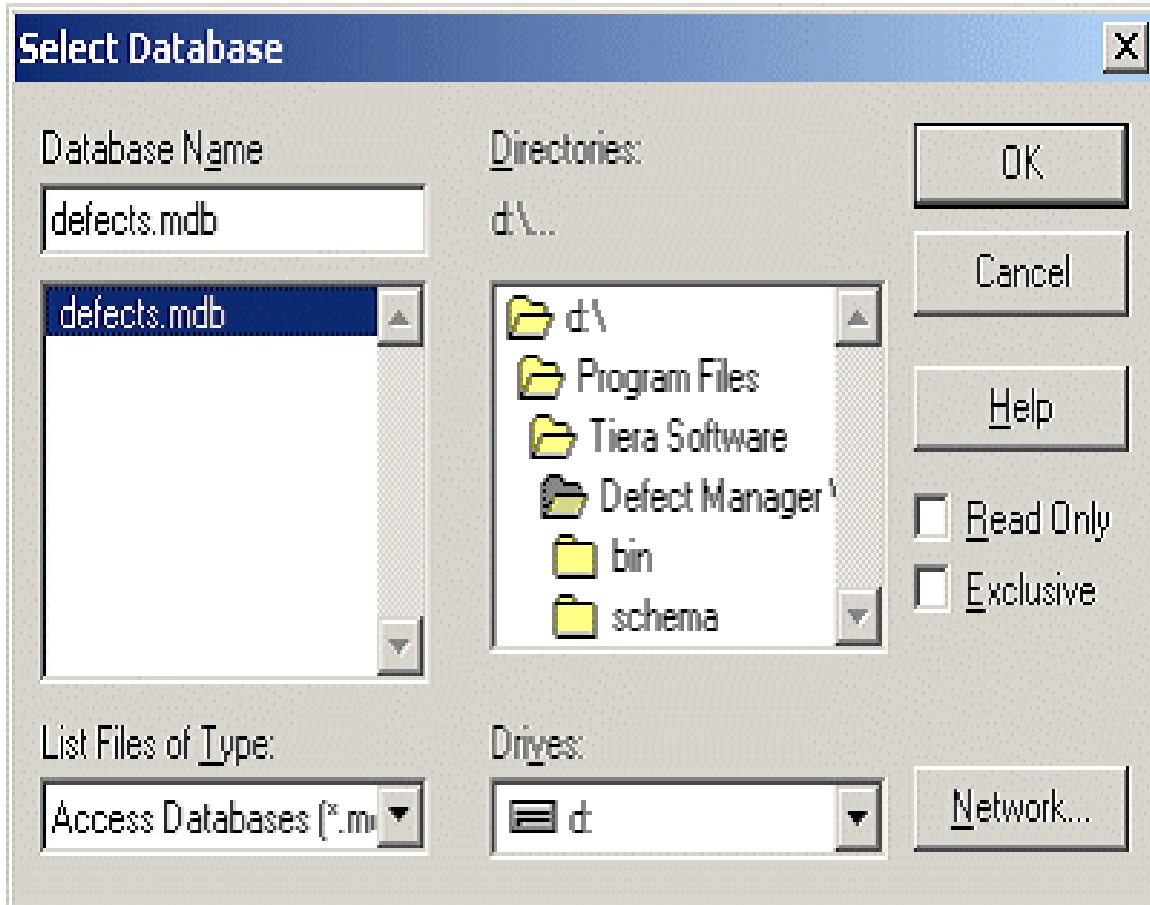 Select Database
Database Name
defects.mdb
defects.mdb
List Files of Type:
Access Databases (*.m
Directories:
d:\...
d:\
Program Files
Tiera Software
Defect Manager
bin
schema
Drives:
d:
OK
Cancel
Help
Read Only
Exclusive
Network...